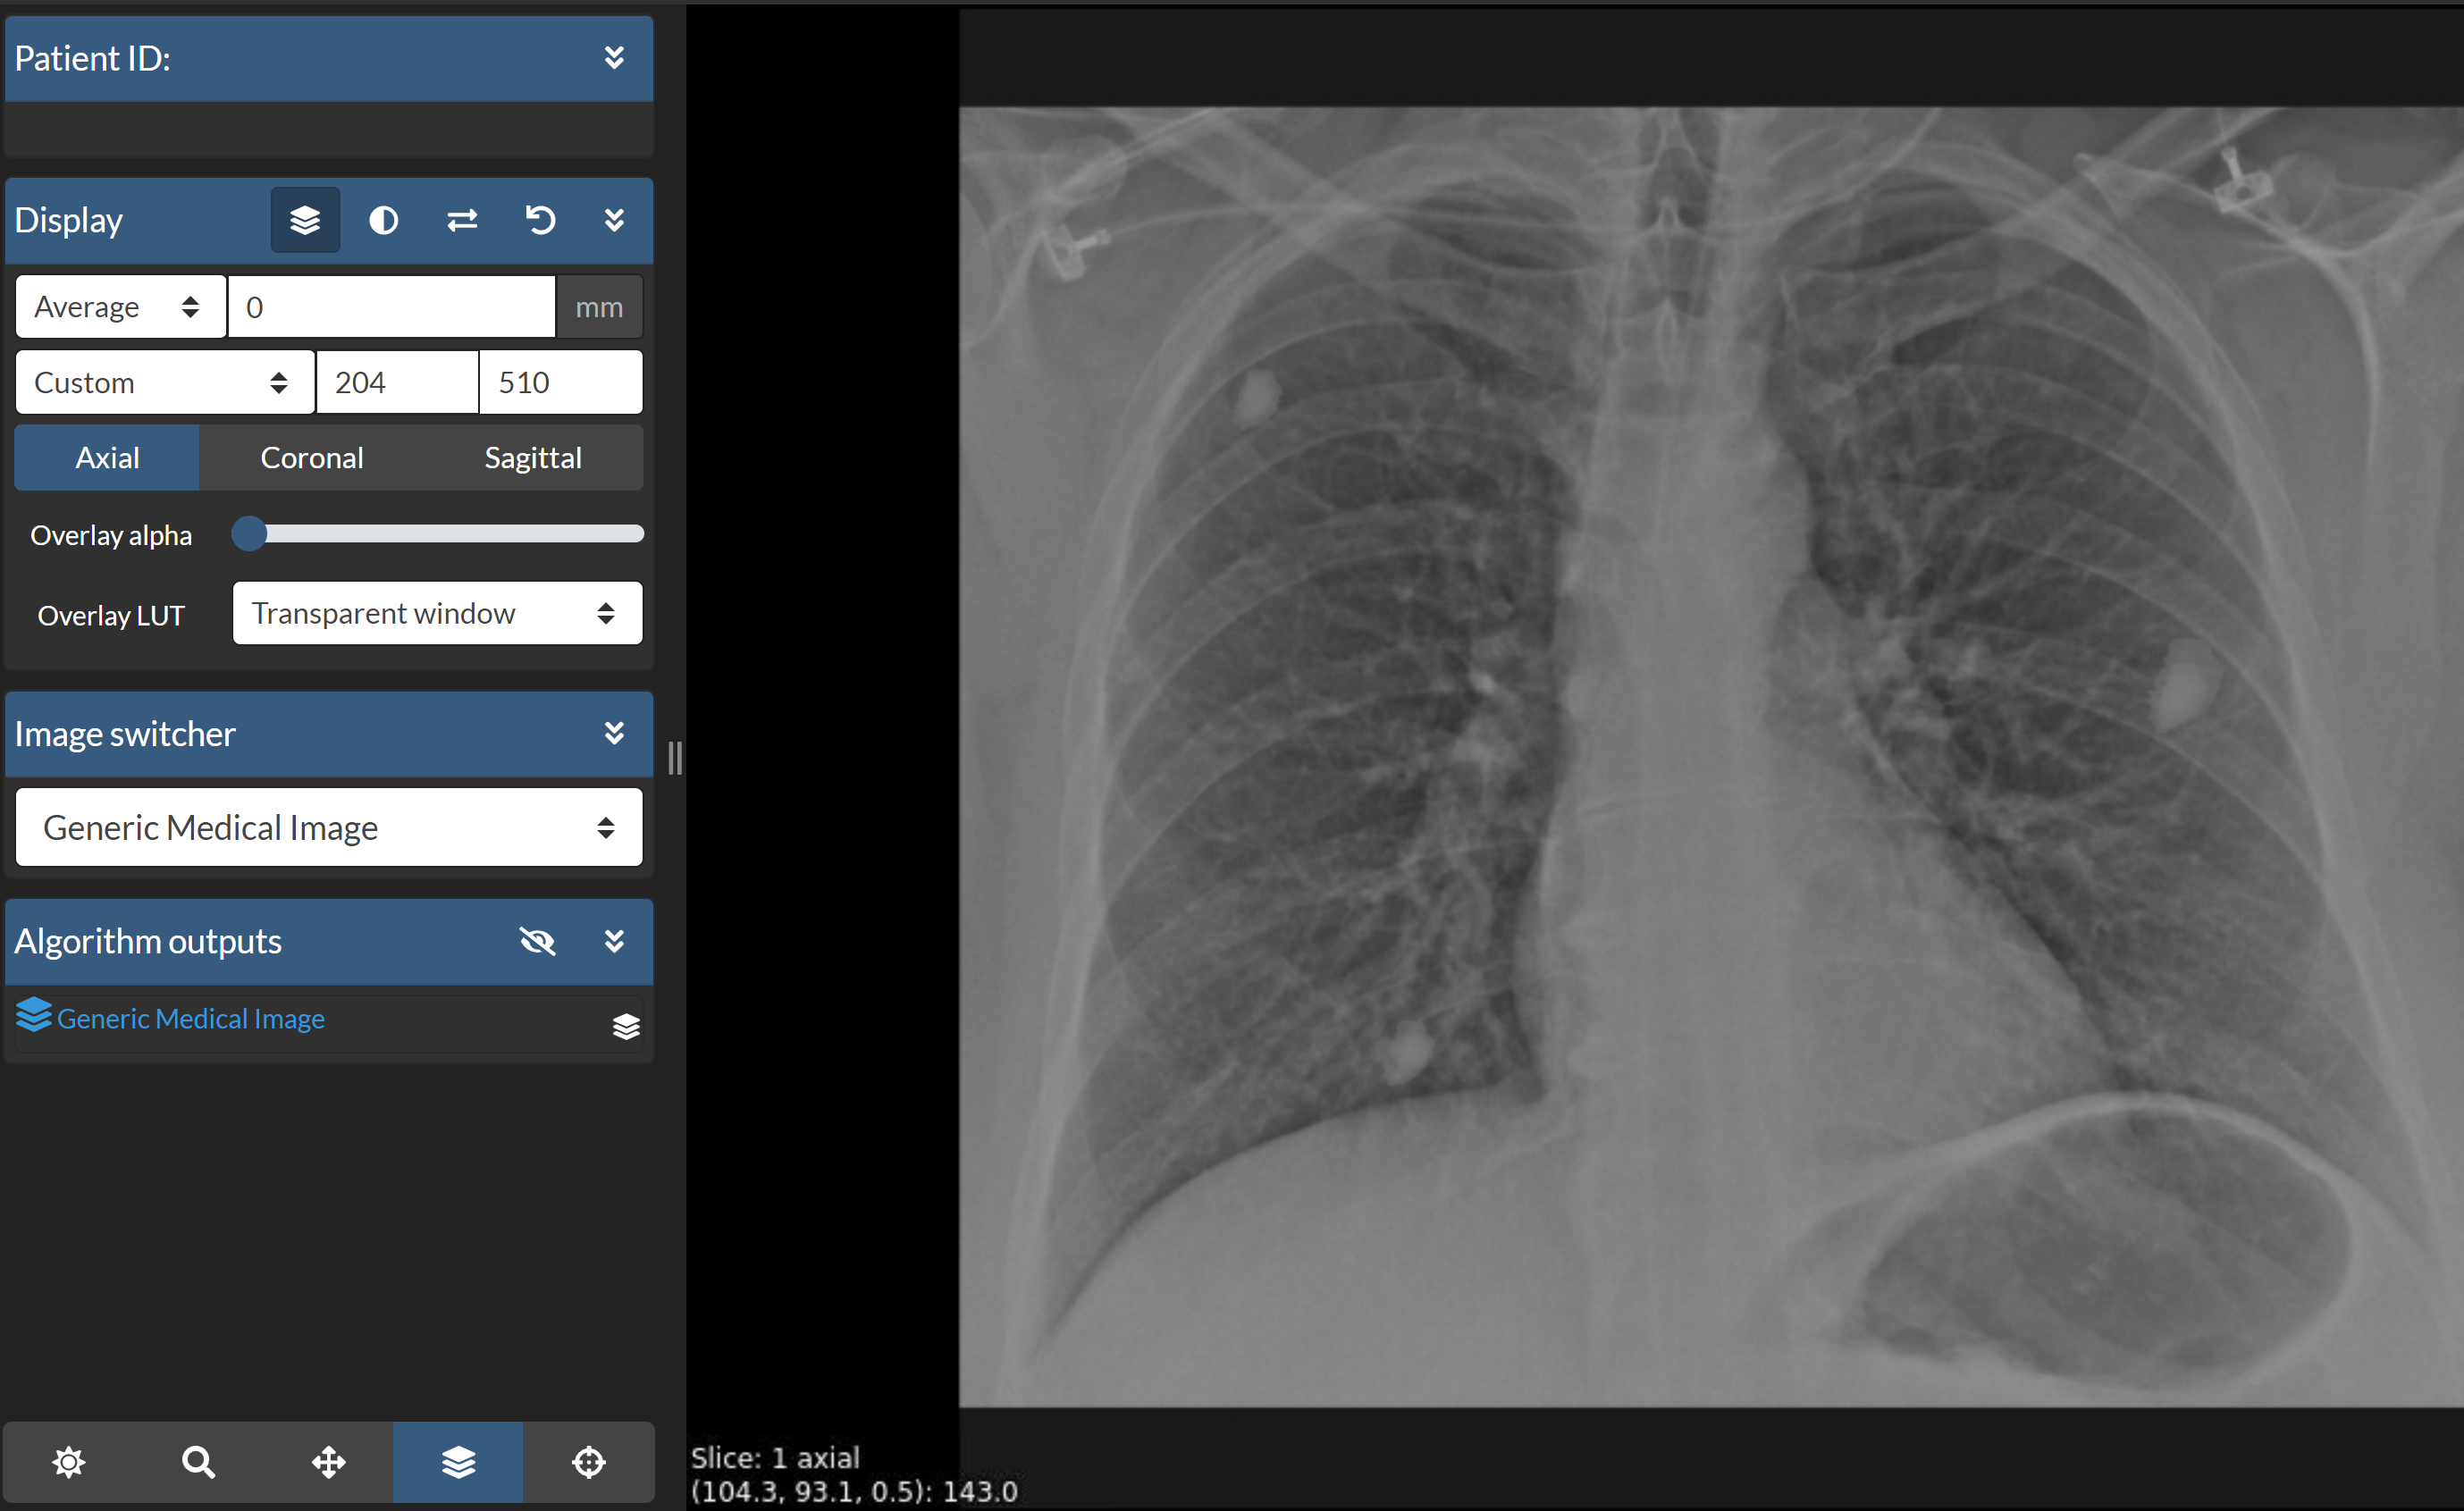 Patient ID:
Display
Average 0 mm
Custom 204 510
Axial Coronal Sagittal
Overlay alpha
Overlay LUT Transparent window
Image switcher
Generic Medical Image
Algorithm outputs
Generic Medical Image
Slice: 1 axial
(104.3, 93.1, 0.5): 143.0